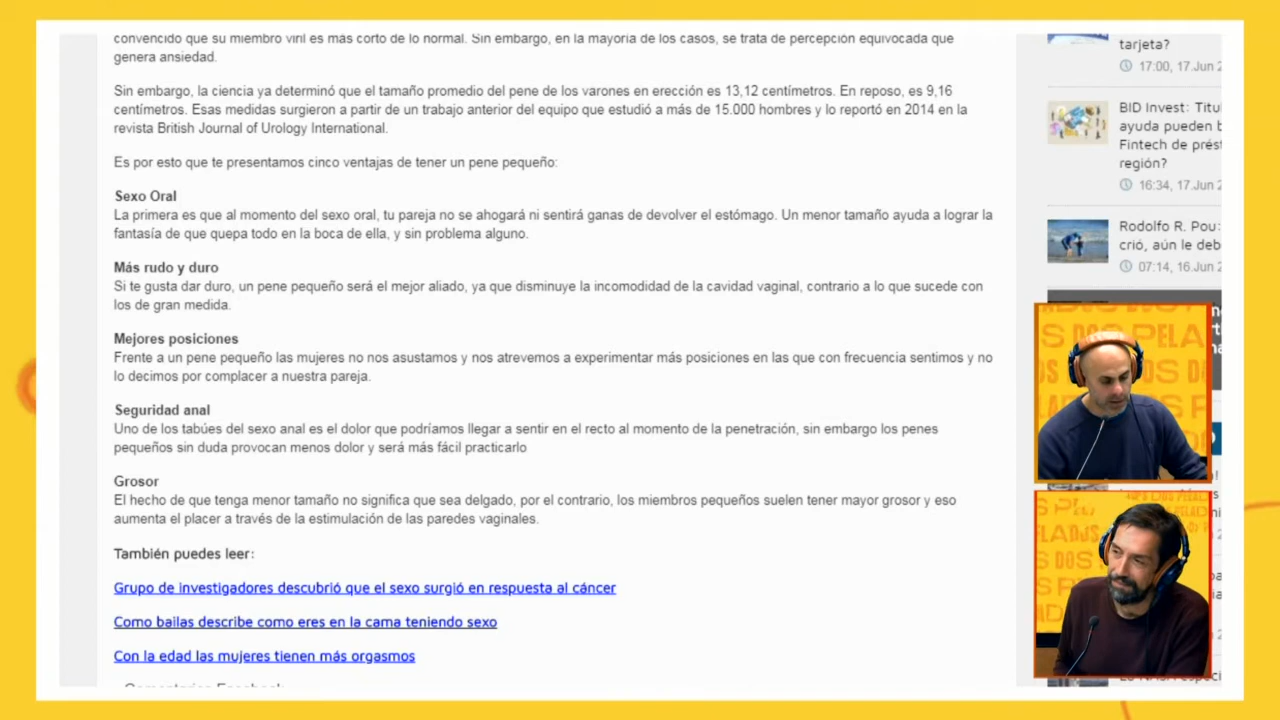 convencido que su miembro viril es más corto de lo normal. Sin embargo, en la mayoría de los casos, se trata de percepción equivocada que
genera ansiedad.
Sin embargo, la ciencia ya determinó que el tamaño promedio del pene de los varones en erección es 13,12 centímetros. En reposo, es 9,16
centímetros. Esas medidas surgieron a partir de un trabajo anterior del equipo que estudió a más de 15.000 hombres y lo reportó en 2014 en la
revista British Journal of Urology International.
Es por esto que te presentamos cinco ventajas de tener un pene pequeño:
Sexo Oral
La primera es que al momento del sexo oral, tu pareja no se ahogará ni sentirá ganas de devolver el estómago. Un menor tamaño ayuda a lograr la
fantasía de que quepa todo en la boca de ella, y sin problema alguno.
Más rudo y duro
Si te gusta dar duro, un pene pequeño será el mejor aliado, ya que disminuye la incomodidad de la cavidad vaginal, contrario a lo que sucede con
los de gran medida.
Mejores posiciones
Frente a un pene pequeño las mujeres no nos asustamos y nos atrevemos a experimentar más posiciones en las que con frecuencia sentimos y no
lo decimos por complacer a nuestra pareja.
Seguridad anal
Uno de los tabúes del sexo anal es el dolor que podríamos llegar a sentir en el recto al momento de la penetración, sin embargo los penes
pequeños sin duda provocan menos dolor y será más fácil practicarlo
Grosor
El hecho de que tenga menor tamaño no significa que sea delgado, por el contrario, los miembros pequeños suelen tener mayor grosor y eso
aumenta el placer a través de la estimulación de las paredes vaginales.
También puedes leer:
Grupo de investigadores descubrió que el sexo surgió en respuesta al cáncer
Como bailas describe como eres en la cama teniendo sexo
Con la edad las mujeres tienen más orgasmos
tarjeta?
17:00, 17.Jun 2
BID Invest: Titu
ayuda pueden b
Fintech de prést
región?
16:34, 17.Jun 2
Rodolfo R. Pou:
crió, aún le deb
07:14, 16.Jun 2